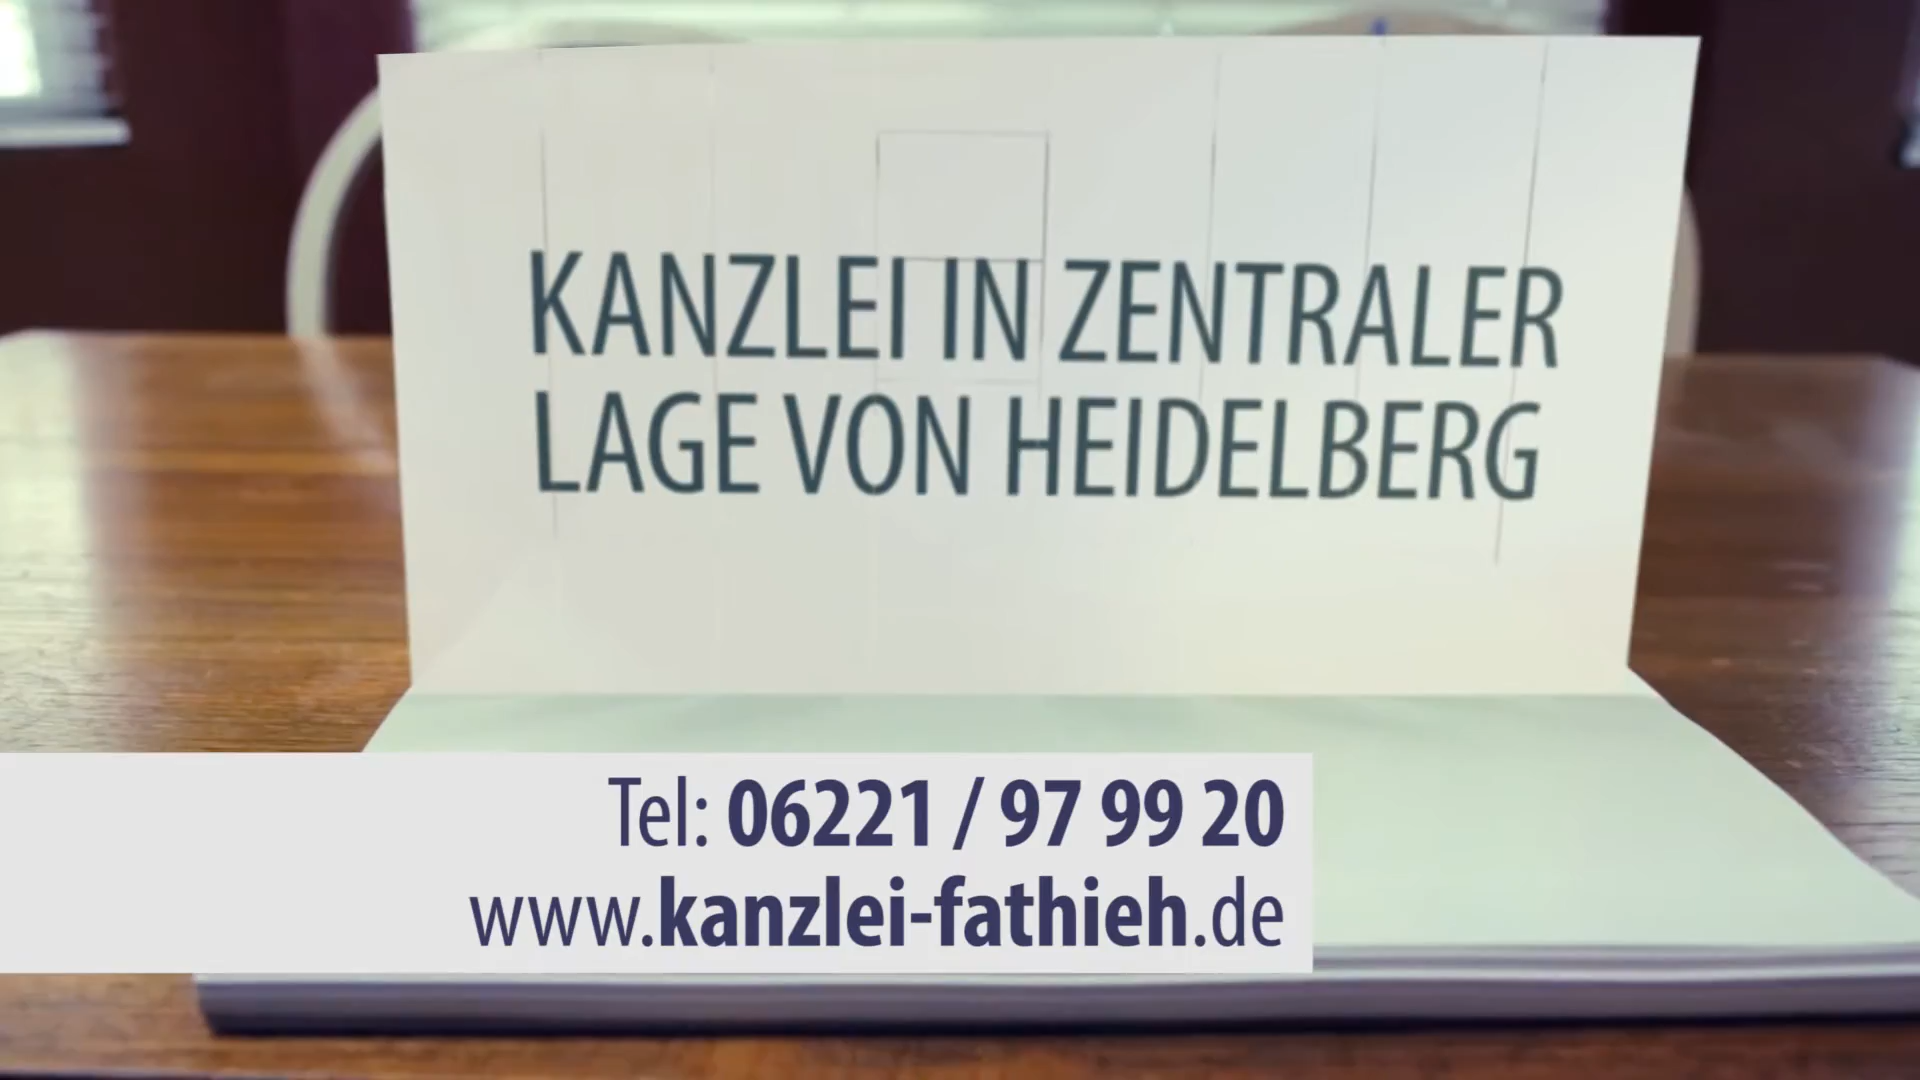 KANZLEI IN ZENTRALER
LAGE VON HEIDELBERG
Tel: 06221 / 97 99 20
www.kanzlei-fathieh.de